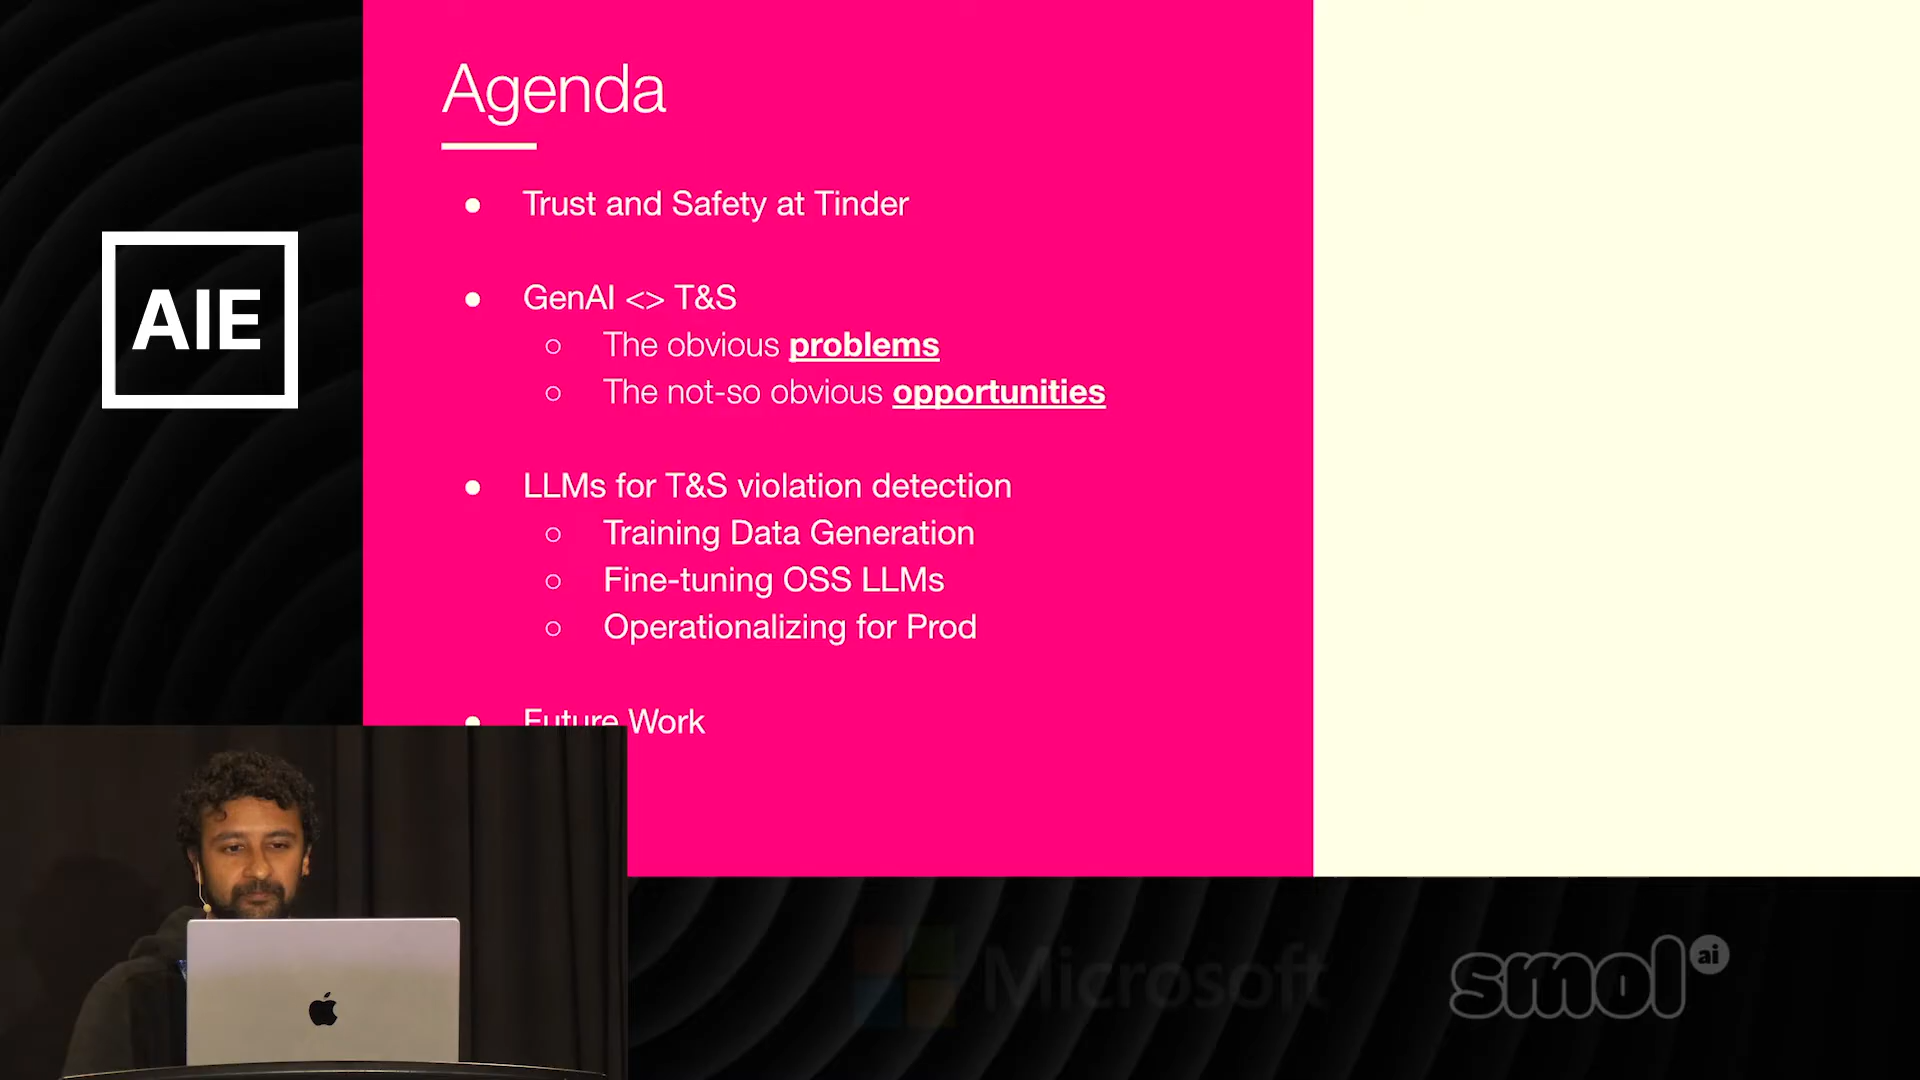 Agenda
AIE
● Trust and Safety at Tinder
● GenAI <> T&S
○ The obvious problems
○ The not-so obvious opportunities
● LLMs for T&S violation detection
○ Training Data Generation
○ Fine-tuning OSS LLMs
○ Operationalizing for Prod
● Future Work
Microsoft
smol ai